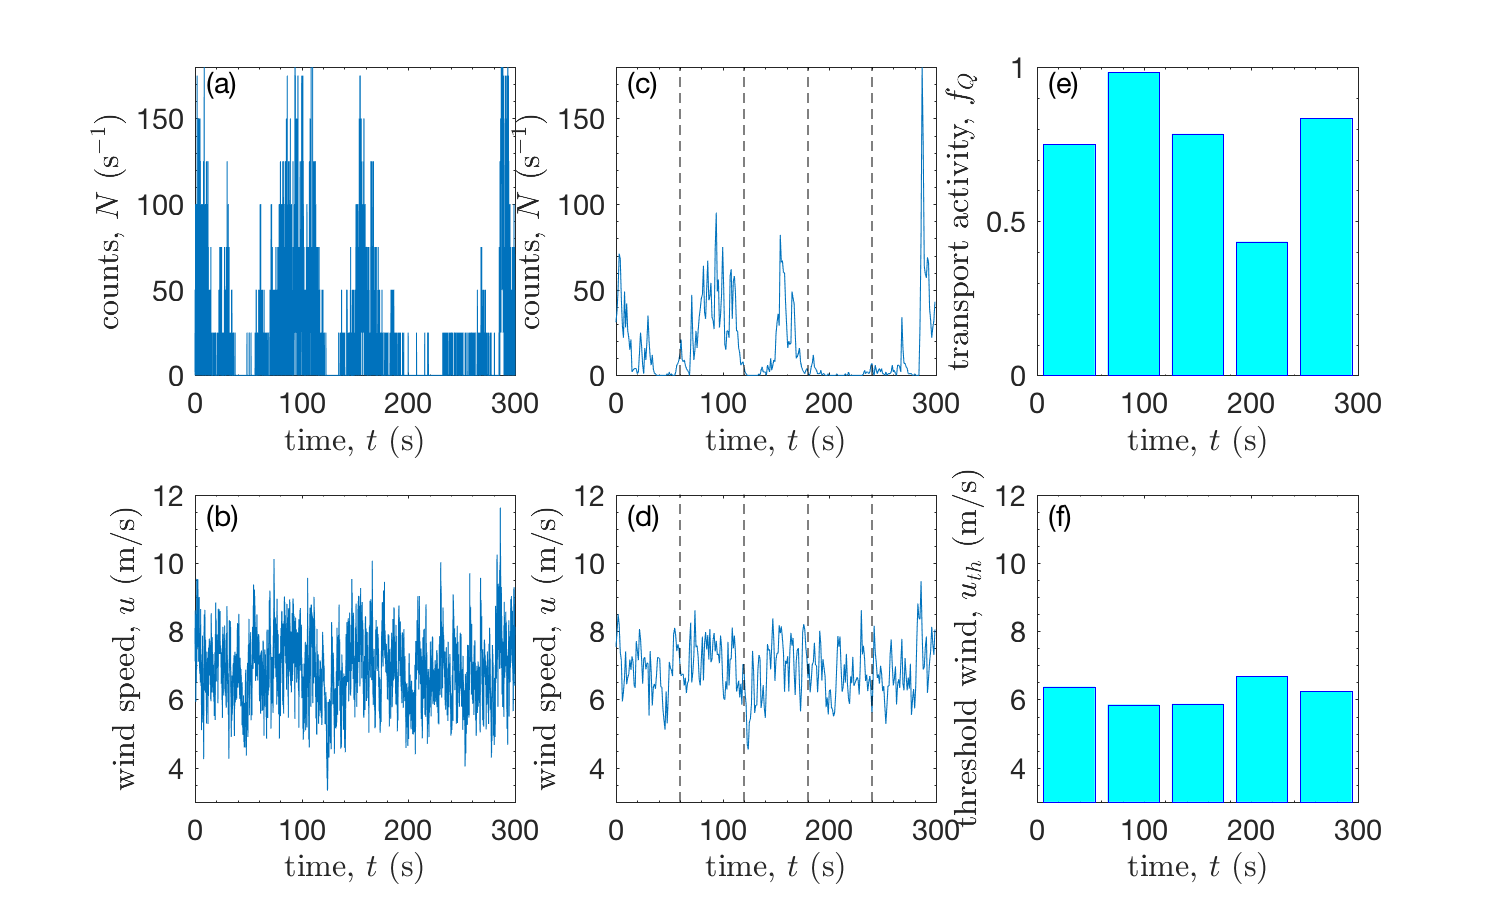 (a)
counts, N (s⁻¹)
150
100
50
0
0 100 200 300
time, t (s)
(c)
counts, N (s⁻¹)
150
100
50
0
0 100 200 300
time, t (s)
(e)
transport activity, f_Q
1
0.5
0
0 100 200 300
time, t (s)
(b)
wind speed, u (m/s)
12
10
8
6
4
0 100 200 300
time, t (s)
(d)
wind speed, u (m/s)
12
10
8
6
4
0 100 200 300
time, t (s)
(f)
threshold wind, u_th (m/s)
12
10
8
6
4
0 100 200 300
time, t (s)